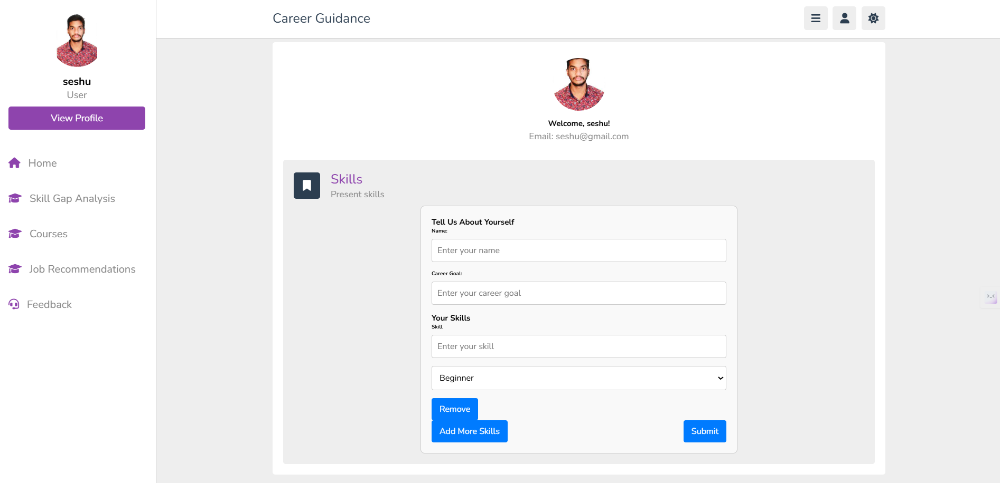 seshu
User
View Profile
Home
Skill Gap Analysis
Courses
Job Recommendations
Feedback
Career Guidance
Welcome, seshu!
Email: seshu@gmail.com
Skills
Present skills
Tell Us About Yourself
Name:
Enter your name
Career Goal:
Enter your career goal
Your Skills
Skill
Enter your skill
Beginner
Remove
Add More Skills
Submit